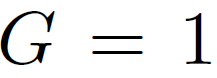 G = 1